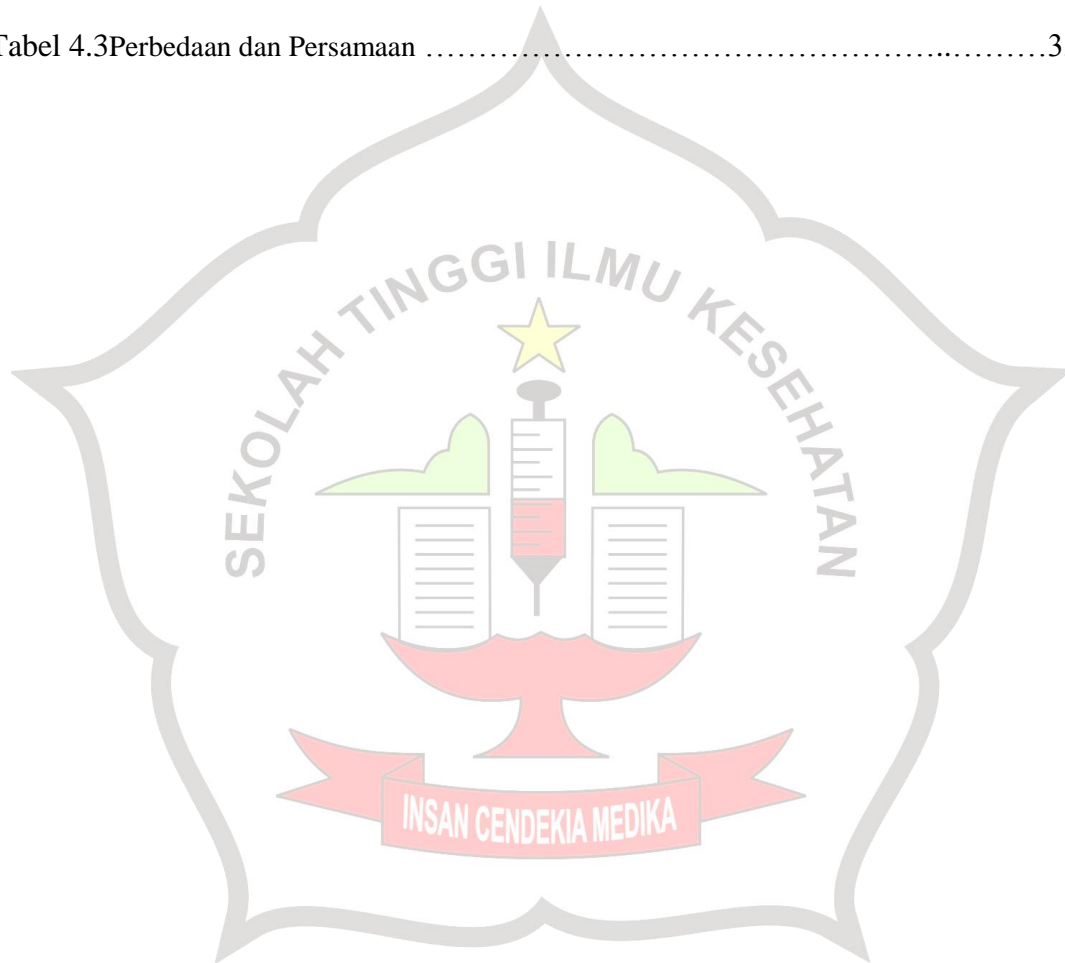 Tabel 4.3Perbedaan dan Persamaan ………………………………………….………3
SEKOLAH TINGGI ILMU KESEHATAN
INSAN CENDEKIA MEDIKA